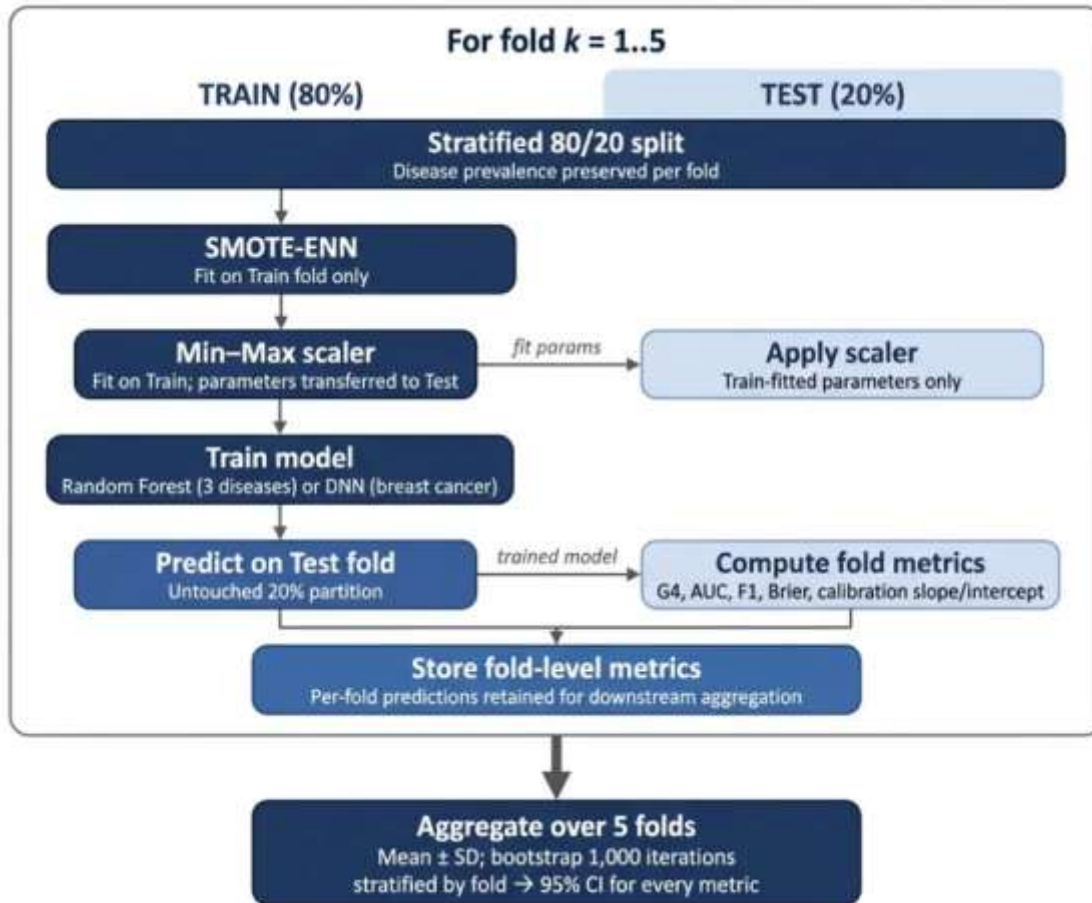 For fold k = 1..5
TRAIN (80%)
TEST (20%)
Stratified 80/20 split
Disease prevalence preserved per fold
SMOTE-ENN
Fit on Train fold only
Min–Max scaler
Fit on Train; parameters transferred to Test
fit params
Apply scaler
Train-fitted parameters only
Train model
Random Forest (3 diseases) or DNN (breast cancer)
Predict on Test fold
Untouched 20% partition
trained model
Compute fold metrics
G4, AUC, F1, Brier, calibration slope/intercept
Store fold-level metrics
Per-fold predictions retained for downstream aggregation
Aggregate over 5 folds
Mean ± SD; bootstrap 1,000 iterations
stratified by fold → 95% CI for every metric